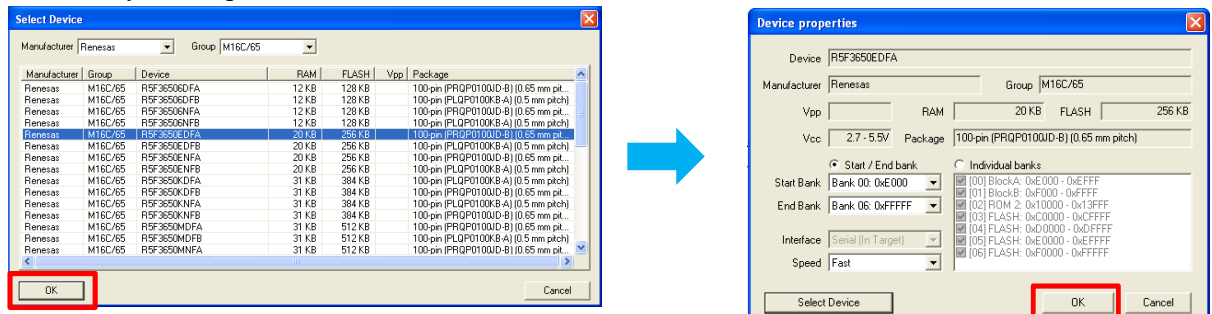 Select Device
Manufacturer Renesas Group M16C/65
Manufacturer Group Device RAM FLASH Vpp Package
Renesas M16C/65 R5F36506DFA 12 KB 128 KB 100-pin (PRQP0100JD-B) (0.65 mm pit...
Renesas M16C/65 R5F36506DFB 12 KB 128 KB 100-pin (PLQP0100KB-A) (0.5 mm pitch)
Renesas M16C/65 R5F36506NFA 12 KB 128 KB 100-pin (PRQP0100JD-B) (0.65 mm pit...
Renesas M16C/65 R5F36506NFB 12 KB 128 KB 100-pin (PLQP0100KB-A) (0.5 mm pitch)
Renesas M16C/65 R5F3650EDFA 20 KB 256 KB 100-pin (PRQP0100JD-B) (0.65 mm pit...
Renesas M16C/65 R5F3650EDFB 20 KB 256 KB 100-pin (PLQP0100KB-A) (0.5 mm pitch)
Renesas M16C/65 R5F3650ENFA 20 KB 256 KB 100-pin (PRQP0100JD-B) (0.65 mm pit...
Renesas M16C/65 R5F3650ENFB 20 KB 256 KB 100-pin (PLQP0100KB-A) (0.5 mm pitch)
Renesas M16C/65 R5F3650KDFA 31 KB 384 KB 100-pin (PLQP0100KB-A) (0.5 mm pitch)
Renesas M16C/65 R5F3650KDFB 31 KB 384 KB 100-pin (PRQP0100JD-B) (0.65 mm pit...
Renesas M16C/65 R5F3650KNFA 31 KB 384 KB 100-pin (PLQP0100KB-A) (0.5 mm pitch)
Renesas M16C/65 R5F3650KNFB 31 KB 384 KB 100-pin (PRQP0100JD-B) (0.65 mm pit...
Renesas M16C/65 R5F3650MDFA 31 KB 512 KB 100-pin (PRQP0100JD-B) (0.65 mm pit...
Renesas M16C/65 R5F3650MDFB 31 KB 512 KB 100-pin (PLQP0100KB-A) (0.5 mm pitch)
Renesas M16C/65 R5F3650MNFA 31 KB 512 KB 100-pin (PRQP0100JD-B) (0.65 mm pit...
OK Cancel
Device properties
Device R5F3650EDFA
Manufacturer Renesas Group M16C/65
Vpp RAM 20 KB FLASH 256 KB
Vcc 2.7 - 5.5V Package 100-pin (PRQP0100JD-B) (0.65 mm pitch)
Start / End bank Individual banks
Start Bank Bank 00: 0xE000
End Bank Bank 06: 0xFFFFF
[00] BlockA: 0xE000 - 0xEFFF
[01] BlockB: 0xF000 - 0xFFFF
[02] ROM 2: 0x10000 - 0x13FFF
[03] FLASH: 0xC0000 - 0xCFFFF
[04] FLASH: 0xD0000 - 0xDFFFF
[05] FLASH: 0xE0000 - 0xEFFFF
[06] FLASH: 0xF0000 - 0xFFFFF
Interface Serial (In Target)
Speed Fast
Select Device OK Cancel